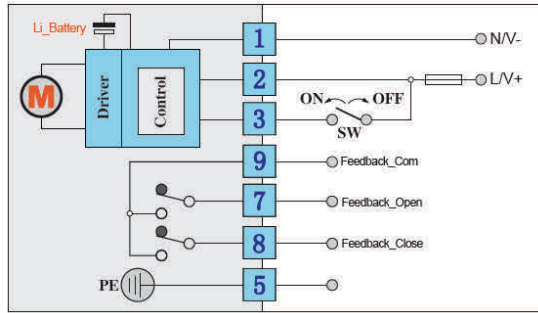 Li_Battery
1
N/V-
2
L/V+
M
Driver
Control
ON
OFF
3
SW
9
Feedback_Com
7
Feedback_Open
8
Feedback_Close
PE
5